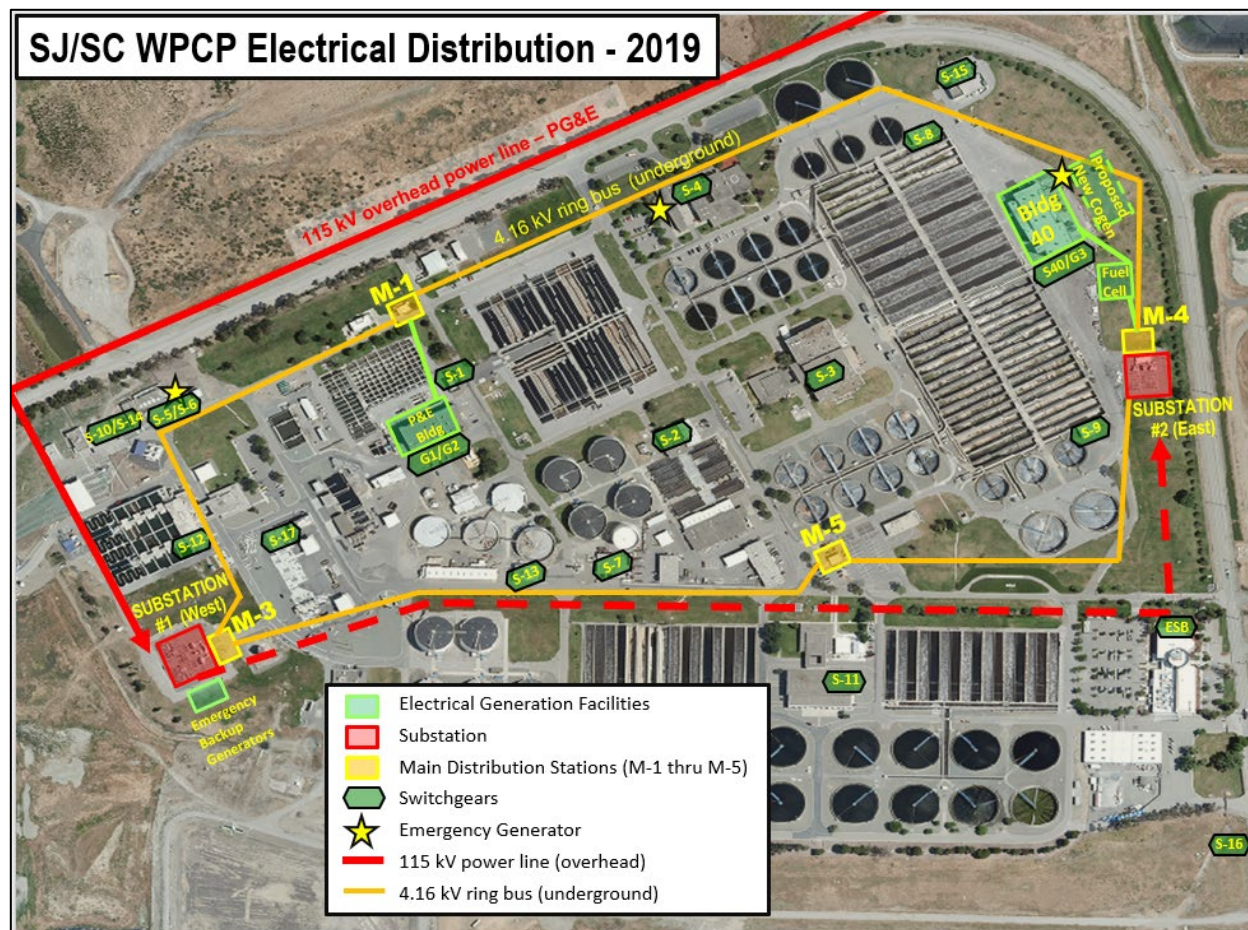 SJ/SC WPCP Electrical Distribution - 2019
115 kV overhead power line – PG&E
4.16 kV ring bus (underground)
S-15
S-8
S-4
Proposed
New Cogen
Bldg
40
S40/G3
Fuel
Cell
M-1
M-4
S-1
S-3
P&E
Bldg
G1/G2
S-10/S-14
S-5/S-6
SUBSTATION
#2 (East)
S-2
S-9
M-5
S-12
S-17
S-7
S-13
SUBSTATION
#1 (West)
M-3
ESB
Emergency
Backup
Generators
S-11
S-16
Electrical Generation Facilities
Substation
Main Distribution Stations (M-1 thru M-5)
Switchgears
Emergency Generator
115 kV power line (overhead)
4.16 kV ring bus (underground)